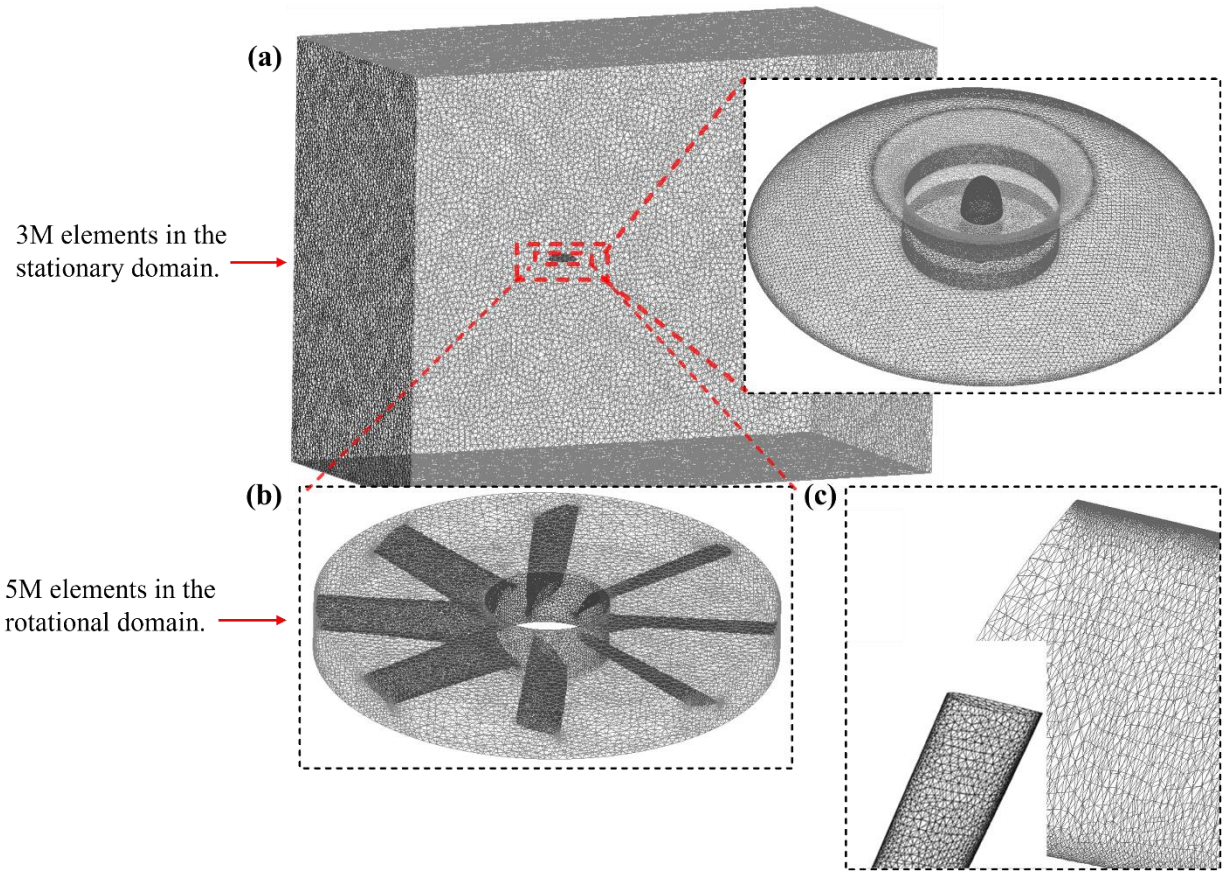 (a)
3M elements in the
stationary domain.
(b)
(c)
5M elements in the
rotational domain.